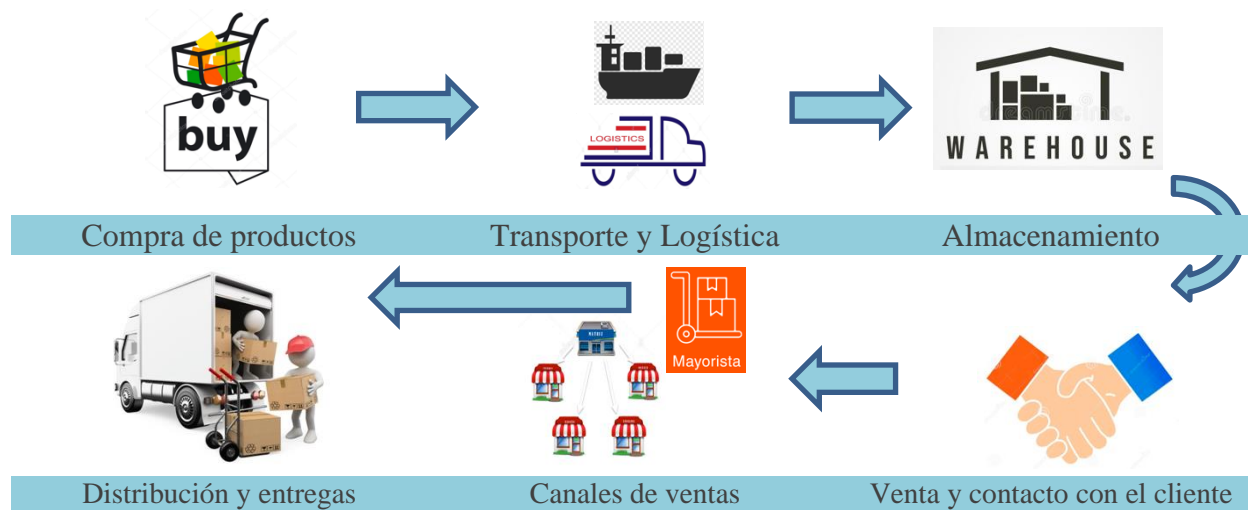 buy
LOGISTICS
WAREHOUSE
Compra de productos
Transporte y Logística
Almacenamiento
Mayorista
MATRIZ
Distribución y entregas
Canales de ventas
Venta y contacto con el cliente